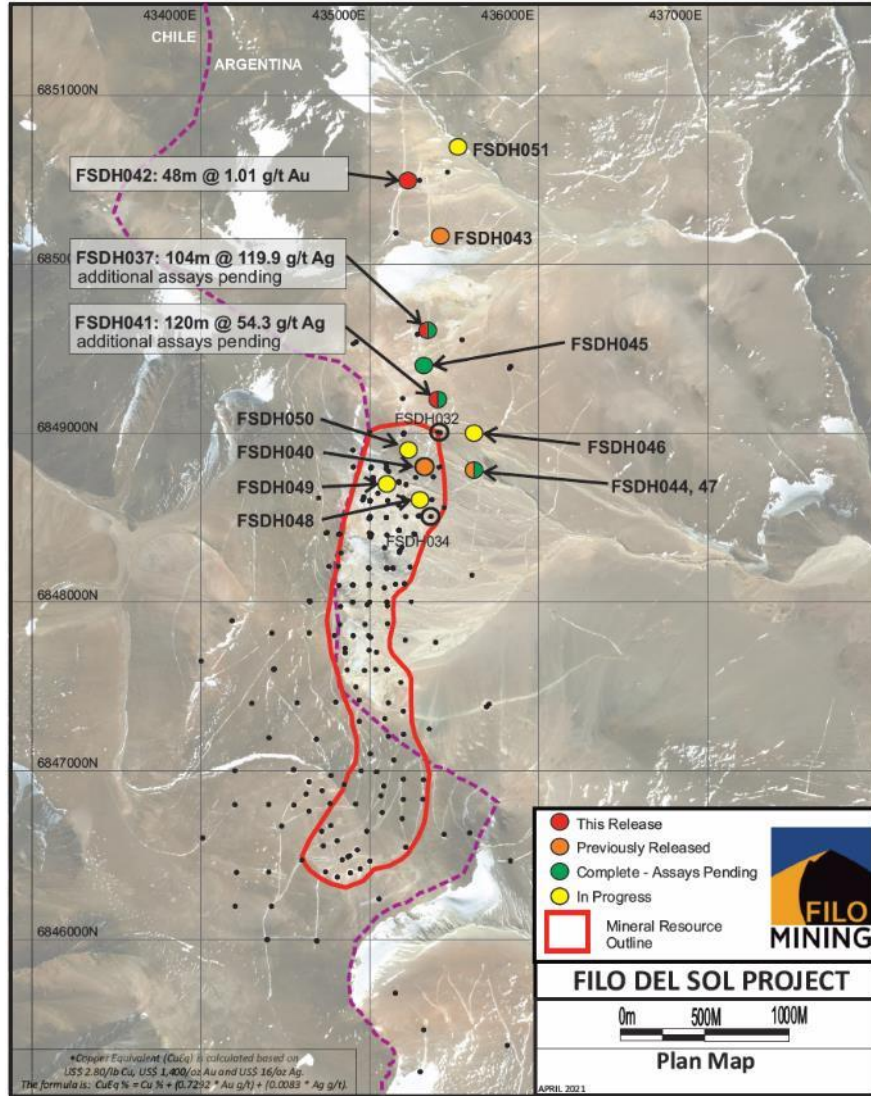 434000E
435000E
436000E
437000E
CHILE
ARGENTINA
6851000N
FSDH051
FSDH042: 48m @ 1.01 g/t Au
FSDH043
6850000N
FSDH037: 104m @ 119.9 g/t Ag
additional assays pending
FSDH041: 120m @ 54.3 g/t Ag
additional assays pending
FSDH045
6849000N
FSDH032
FSDH050
FSDH046
FSDH040
FSDH044, 47
FSDH049
FSDH048
FSDH034
6848000N
6847000N
This Release
Previously Released
Complete - Assays Pending
In Progress
Mineral Resource
Outline
FILO
MINING
6846000N
FILO DEL SOL PROJECT
0m 500M 1000M
Plan Map
APRIL 2021
*Copper Equivalent (CuEq) is calculated based on
US$ 2.80/lb Cu, US$ 1,400/oz Au and US$ 16/oz Ag.
The formula is: CuEq % = Cu % + (0.7292 * Au g/t) + (0.0083 * Ag g/t).